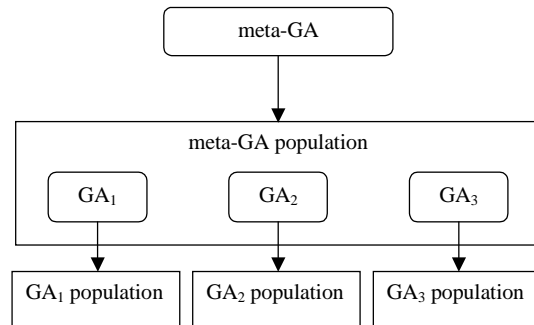 meta-GA
meta-GA population
GA₁ GA₂ GA₃
GA₁ population GA₂ population GA₃ population